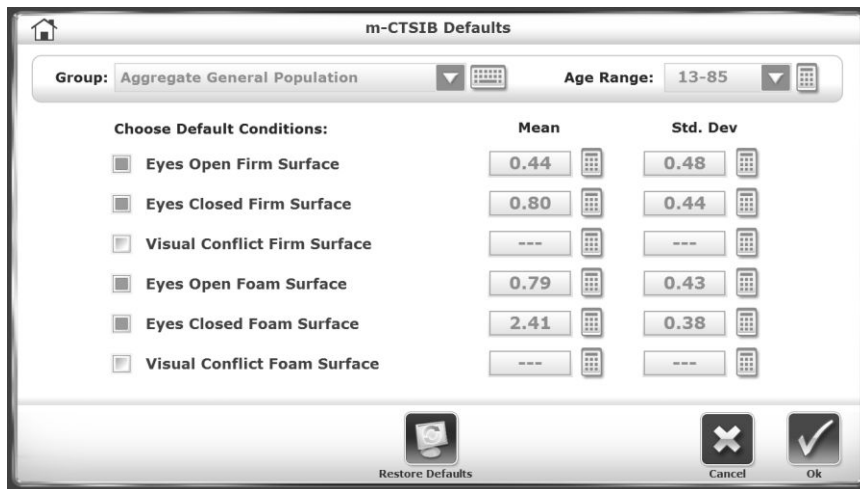 m-CTSIB Defaults
Group: Aggregate General Population Age Range: 13-85
Choose Default Conditions: Mean Std. Dev
Eyes Open Firm Surface 0.44 0.48
Eyes Closed Firm Surface 0.80 0.44
Visual Conflict Firm Surface --- ---
Eyes Open Foam Surface 0.79 0.43
Eyes Closed Foam Surface 2.41 0.38
Visual Conflict Foam Surface --- ---
Restore Defaults Cancel Ok